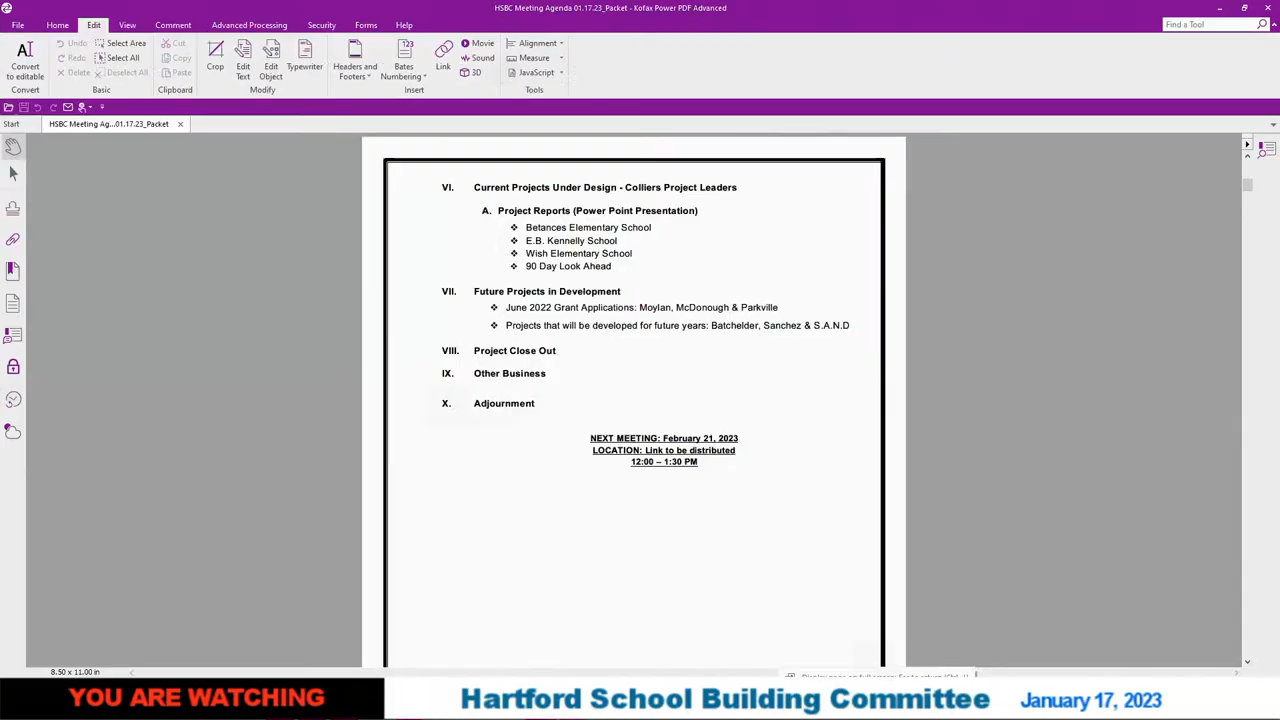 HSBC Meeting Agenda 01.17.23_Packet - Kofax Power PDF Advanced
File Home Edit View Comment Advanced Processing Security Forms Help
Find a Tool
Convert to editable
Convert
Undo Select Area
Redo Select All
Delete Deselect All
Basic
Cut
Copy
Paste
Clipboard
Crop Edit Text Edit Object Typewriter
Modify
Headers and Footers Bates Numbering Link
Movie
Sound
3D
Insert
Alignment
Measure
JavaScript
Tools
Start HSBC Meeting Ag...01.17.23_Packet
VI. Current Projects Under Design - Colliers Project Leaders
A. Project Reports (Power Point Presentation)
❖ Betances Elementary School
❖ E.B. Kennelly School
❖ Wish Elementary School
❖ 90 Day Look Ahead
VII. Future Projects in Development
❖ June 2022 Grant Applications: Moylan, McDonough & Parkville
❖ Projects that will be developed for future years: Batchelder, Sanchez & S.A.N.D
VIII. Project Close Out
IX. Other Business
X. Adjournment
NEXT MEETING: February 21, 2023
LOCATION: Link to be distributed
12:00 – 1:30 PM
8.50 x 11.00 in
YOU ARE WATCHING Hartford School Building Committee January 17, 2023